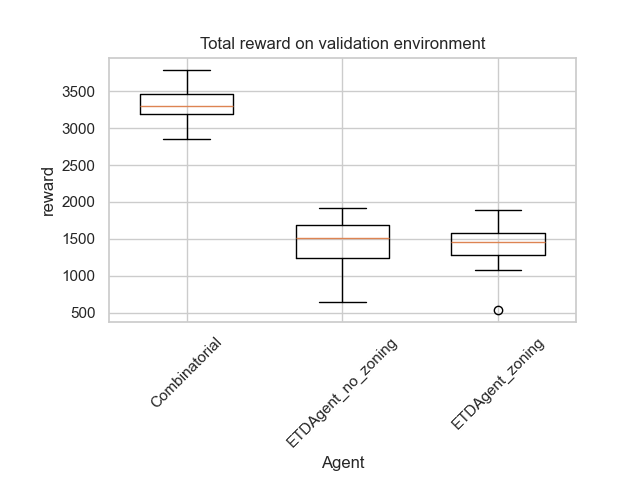 Total reward on validation environment
3500
3000
2500
2000
1500
1000
500
reward
Combinatorial
ETDAgent_no_zoning
ETDAgent_zoning
Agent